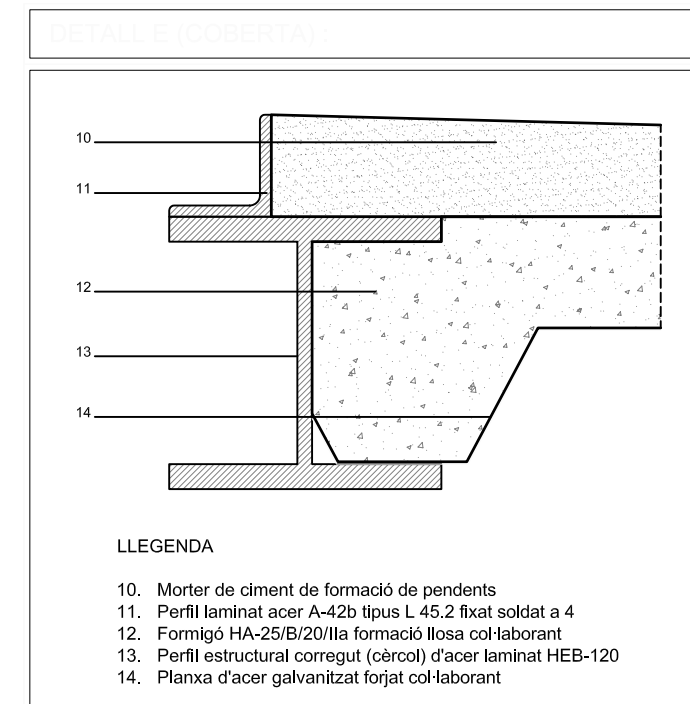 DETALL E (COBERTA) :
10
11
12
13
14
LLEGENDA
10. Morter de ciment de formació de pendents
11. Perfil laminat acer A-42b tipus L 45.2 fixat soldat a 4
12. Formigó HA-25/B/20/IIa formació llosa col·laborant
13. Perfil estructural corregut (cèrcol) d'acer laminat HEB-120
14. Planxa d'acer galvanitzat forjat col·laborant